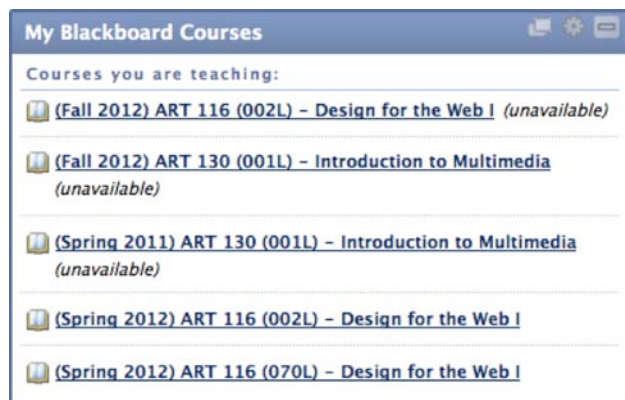 My Blackboard Courses
Courses you are teaching:
(Fall 2012) ART 116 (002L) – Design for the Web I (unavailable)
(Fall 2012) ART 130 (001L) – Introduction to Multimedia
(unavailable)
(Spring 2011) ART 130 (001L) – Introduction to Multimedia
(unavailable)
(Spring 2012) ART 116 (002L) – Design for the Web I
(Spring 2012) ART 116 (070L) – Design for the Web I